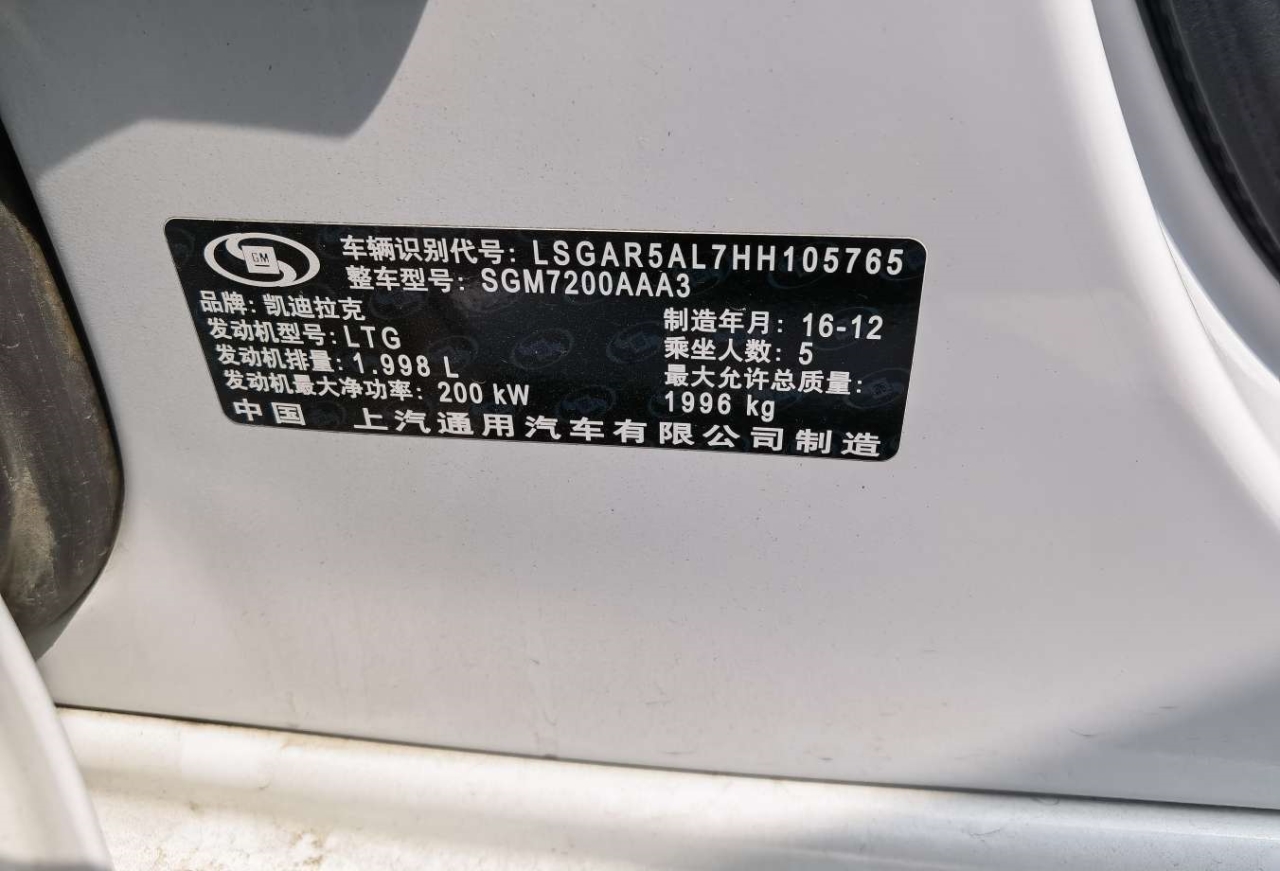 GM
车辆识别代号: LSGAR5AL7HH105765
整车型号: SGM7200AAA3
品牌: 凯迪拉克
制造年月: 16-12
发动机型号: LTG
乘坐人数: 5
发动机排量: 1.998 L
最大允许总质量:
发动机最大净功率: 200 kW
1996 kg
中国 上汽通用汽车有限公司制造